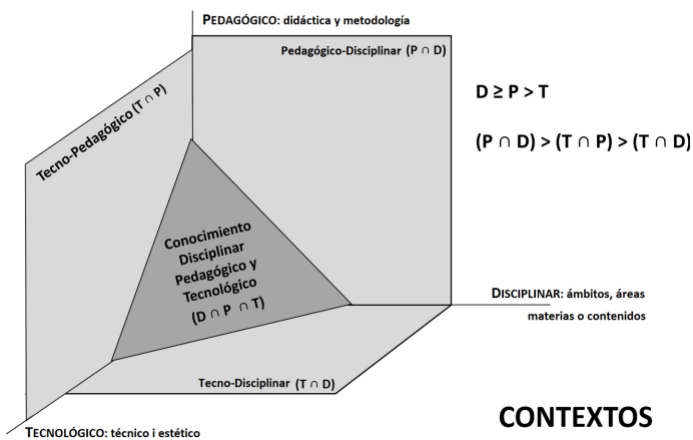 PEDAGÓGICO: didáctica y metodología
Pedagógico-Disciplinar (P ∩ D)
Tecno-Pedagógico (T ∩ P)
D ≥ P > T
(P ∩ D) > (T ∩ P) > (T ∩ D)
Conocimiento
Disciplinar
Pedagógico y
Tecnológico
(D ∩ P ∩ T)
DISCIPLINAR: ámbitos, áreas
materias o contenidos
Tecno-Disciplinar (T ∩ D)
CONTEXTOS
TECNOLÓGICO: técnico i estético